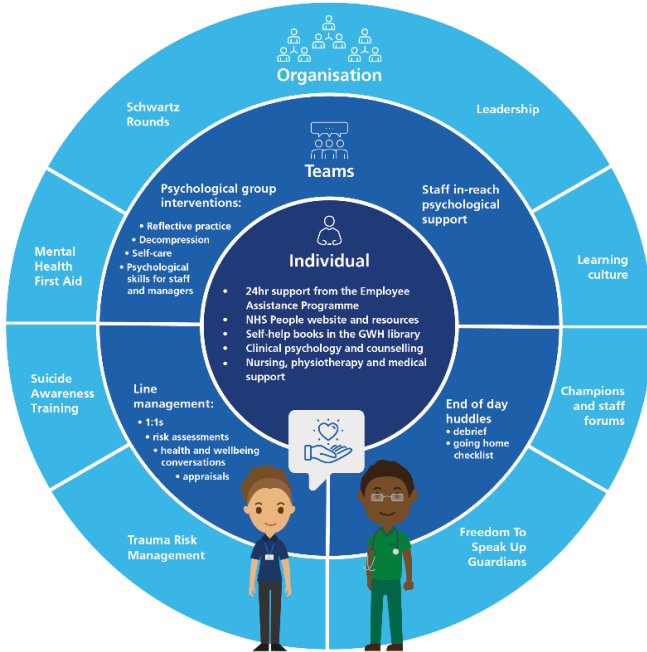 Organisation
Schwartz
Rounds
Leadership
Mental
Health
First Aid
Learning
culture
Suicide
Awareness
Training
Champions
and staff
forums
Trauma Risk
Management
Freedom To
Speak Up
Guardians
Teams
Psychological group
interventions:
• Reflective practice
• Decompression
• Self-care
• Psychological
skills for staff
and managers
Staff in-reach
psychological
support
Line
management:
• 1:1s
• risk assessments
• health and wellbeing
conversations
• appraisals
End of day
huddles
• debrief
• going home
checklist
Individual
• 24hr support from the Employee
Assistance Programme
• NHS People website and resources
• Self-help books in the GWH library
• Clinical psychology and counselling
• Nursing, physiotherapy and medical
support